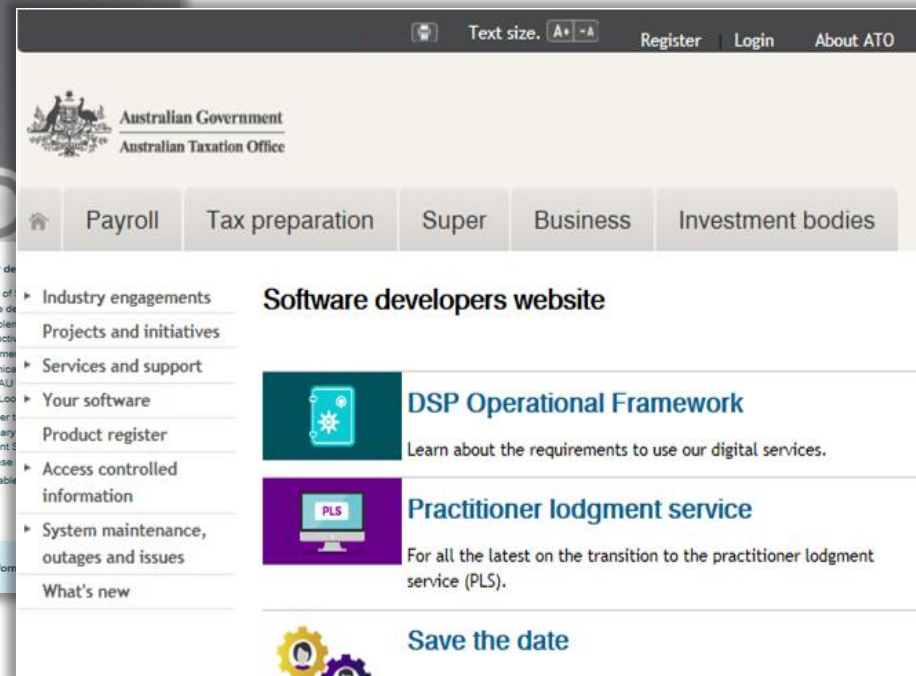 Text size. A+ -A
Register Login About ATO
Australian Government
Australian Taxation Office
Payroll Tax preparation Super Business Investment bodies
Industry engagements
Projects and initiatives
Services and support
Your software
Product register
Access controlled
information
System maintenance,
outages and issues
What's new
Software developers website
DSP Operational Framework
Learn about the requirements to use our digital services.
PLS
Practitioner lodgment service
For all the latest on the transition to the practitioner lodgment
service (PLS).
Save the date